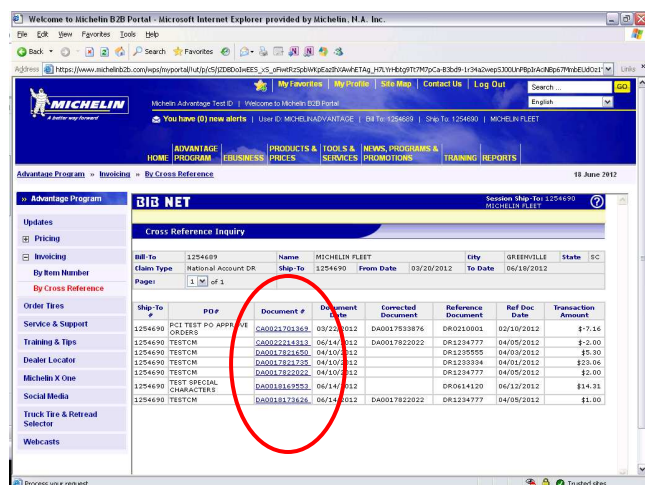 Welcome to Michelin B2B Portal - Microsoft Internet Explorer provided by Michelin, N.A. Inc.
File Edit View Favorites Tools Help
Back Search Favorites
Address Links
My Favorites | My Profile | Site Map | Contact Us | Log Out Search ... GO
MICHELIN
A better way forward
Michelin Advantage Test ID | Welcome to Michelin B2B Portal English
You have (0) new alerts | User ID: MICHELINADVANTAGE | Bill To: 1254689 | Ship To: 1254690 | MICHELIN FLEET
HOME ADVANTAGE PROGRAM EBUSINESS PRODUCTS & PRICES TOOLS & SERVICES NEWS, PROGRAMS & PROMOTIONS TRAINING REPORTS
Advantage Program » Invoicing » By Cross Reference 18 June 2012
» Advantage Program
Updates
Pricing
Invoicing
By Item Number
By Cross Reference
Order Tires
Service & Support
Training & Tips
Dealer Locator
Michelin X One
Social Media
Truck Tire & Retread
Selector
Webcasts
BIB NET Session Ship-To: 1254690
MICHELIN FLEET ?
Cross Reference Inquiry
Bill-To 1254689 Name MICHELIN FLEET City GREENVILLE State SC
Claim Type National Account DR Ship-To 1254690 From Date 03/20/2012 To Date 06/18/2012
Page: 1 of 1
Ship-To # PO# Document # Document Date Corrected Document Reference Document Ref Doc Date Transaction Amount
1254690 PCI TEST PO APPROVE ORDERS CA0021701369 03/22/2012 DA0017533876 DR0210001 02/10/2012 $-7.16
1254690 TESTCM CA0022214313 06/14/2012 DA0017822022 DR1234777 04/05/2012 $-2.00
1254690 TESTCM DA0017821650 04/10/2012 DR1235555 04/03/2012 $5.30
1254690 TESTCM DA0017821735 04/10/2012 DR1233334 04/01/2012 $23.06
1254690 TESTCM DA0017822022 04/10/2012 DR1234777 04/05/2012 $2.00
1254690 TEST SPECIAL CHARACTERS DA0018169553 06/14/2012 DR0614120 06/12/2012 $14.31
1254690 TESTCM DA0018173626 06/14/2012 DA0017822022 DR1234777 04/05/2012 $1.00
Process your request Trusted sites